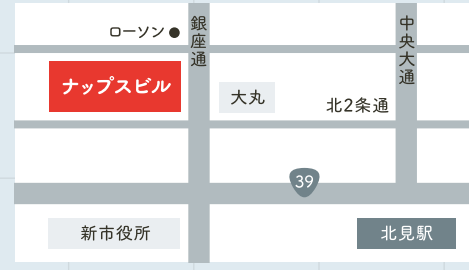 ローソン
銀座通
中央大通
ナップスビル
大丸
北2条通
39
新市役所
北見駅